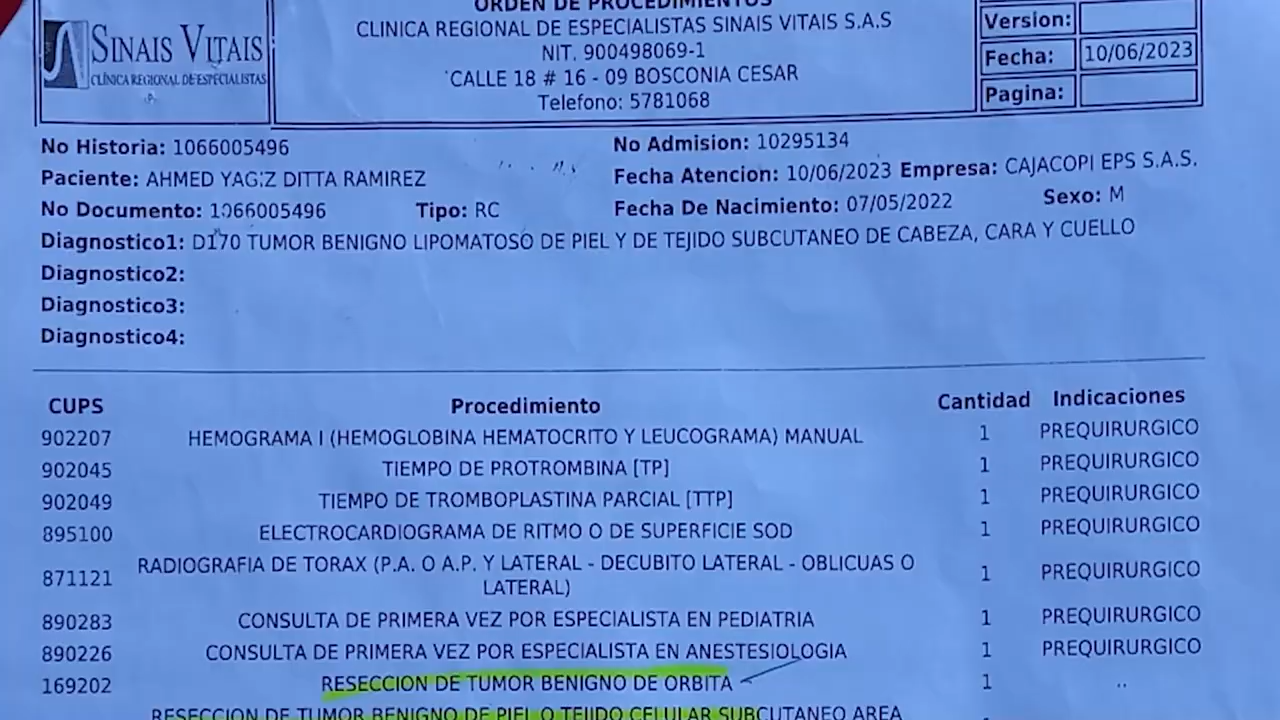 ORDEN DE PROCEDIMIENTOS
SINAIS VITAIS
CLÍNICA REGIONAL DE ESPECIALISTAS
CLINICA REGIONAL DE ESPECIALISTAS SINAIS VITAIS S.A.S
NIT. 900498069-1
CALLE 18 # 16 - 09 BOSCONIA CESAR
Telefono: 5781068
Version:
Fecha: 10/06/2023
Pagina:
No Historia: 1066005496 No Admision: 10295134
Paciente: AHMED YAGIZ DITTA RAMIREZ Fecha Atencion: 10/06/2023 Empresa: CAJACOPI EPS S.A.S.
No Documento: 1066005496 Tipo: RC Fecha De Nacimiento: 07/05/2022 Sexo: M
Diagnostico1: D170 TUMOR BENIGNO LIPOMATOSO DE PIEL Y DE TEJIDO SUBCUTANEO DE CABEZA, CARA Y CUELLO
Diagnostico2:
Diagnostico3:
Diagnostico4:
CUPS Procedimiento Cantidad Indicaciones
902207 HEMOGRAMA I (HEMOGLOBINA HEMATOCRITO Y LEUCOGRAMA) MANUAL 1 PREQUIRURGICO
902045 TIEMPO DE PROTROMBINA [TP] 1 PREQUIRURGICO
902049 TIEMPO DE TROMBOPLASTINA PARCIAL [TTP] 1 PREQUIRURGICO
895100 ELECTROCARDIOGRAMA DE RITMO O DE SUPERFICIE SOD 1 PREQUIRURGICO
871121 RADIOGRAFIA DE TORAX (P.A. O A.P. Y LATERAL - DECUBITO LATERAL - OBLICUAS O LATERAL) 1 PREQUIRURGICO
890283 CONSULTA DE PRIMERA VEZ POR ESPECIALISTA EN PEDIATRIA 1 PREQUIRURGICO
890226 CONSULTA DE PRIMERA VEZ POR ESPECIALISTA EN ANESTESIOLOGIA 1 PREQUIRURGICO
169202 RESECCION DE TUMOR BENIGNO DE ORBITA 1 ..
RESECCION DE TUMOR BENIGNO DE PIEL O TEJIDO CELULAR SUBCUTANEO AREA